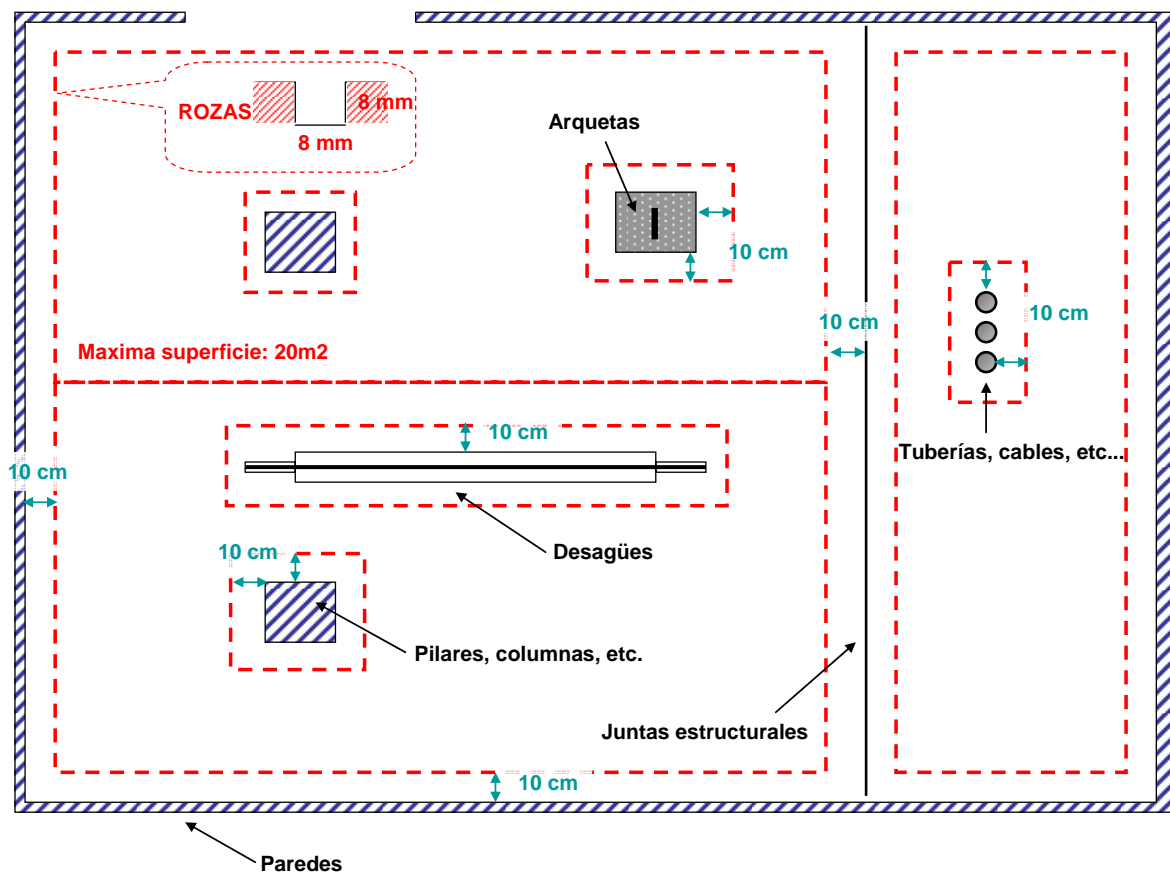 ROZAS
8 mm
8 mm
Arquetas
10 cm
10 cm
10 cm
Maxima superficie: 20m2
10 cm
10 cm
Tuberías, cables, etc...
Desagües
10 cm
Pilares, columnas, etc.
Juntas estructurales
10 cm
Paredes